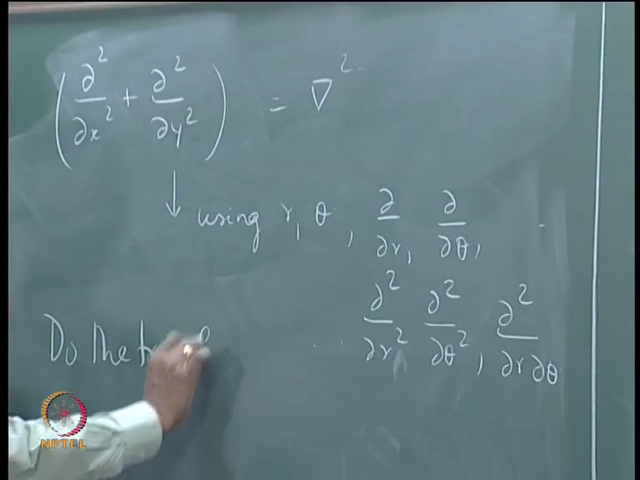 (∂²/∂x² + ∂²/∂y²) = ∇²
↓ using r, θ, ∂/∂r, ∂/∂θ,
∂²/∂r² ∂²/∂θ², ∂²/∂r∂θ
Do the
NPTEL